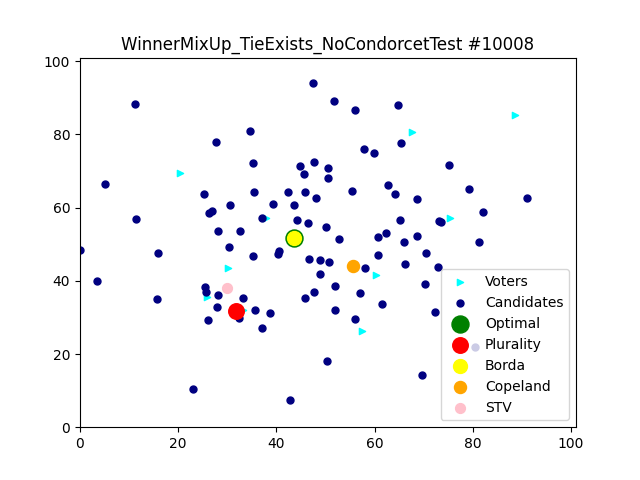 WinnerMixUp_TieExists_NoCondorcetTest #10008
100
80
60
40
20
0
0 20 40 60 80 100
Voters
Candidates
Optimal
Plurality
Borda
Copeland
STV